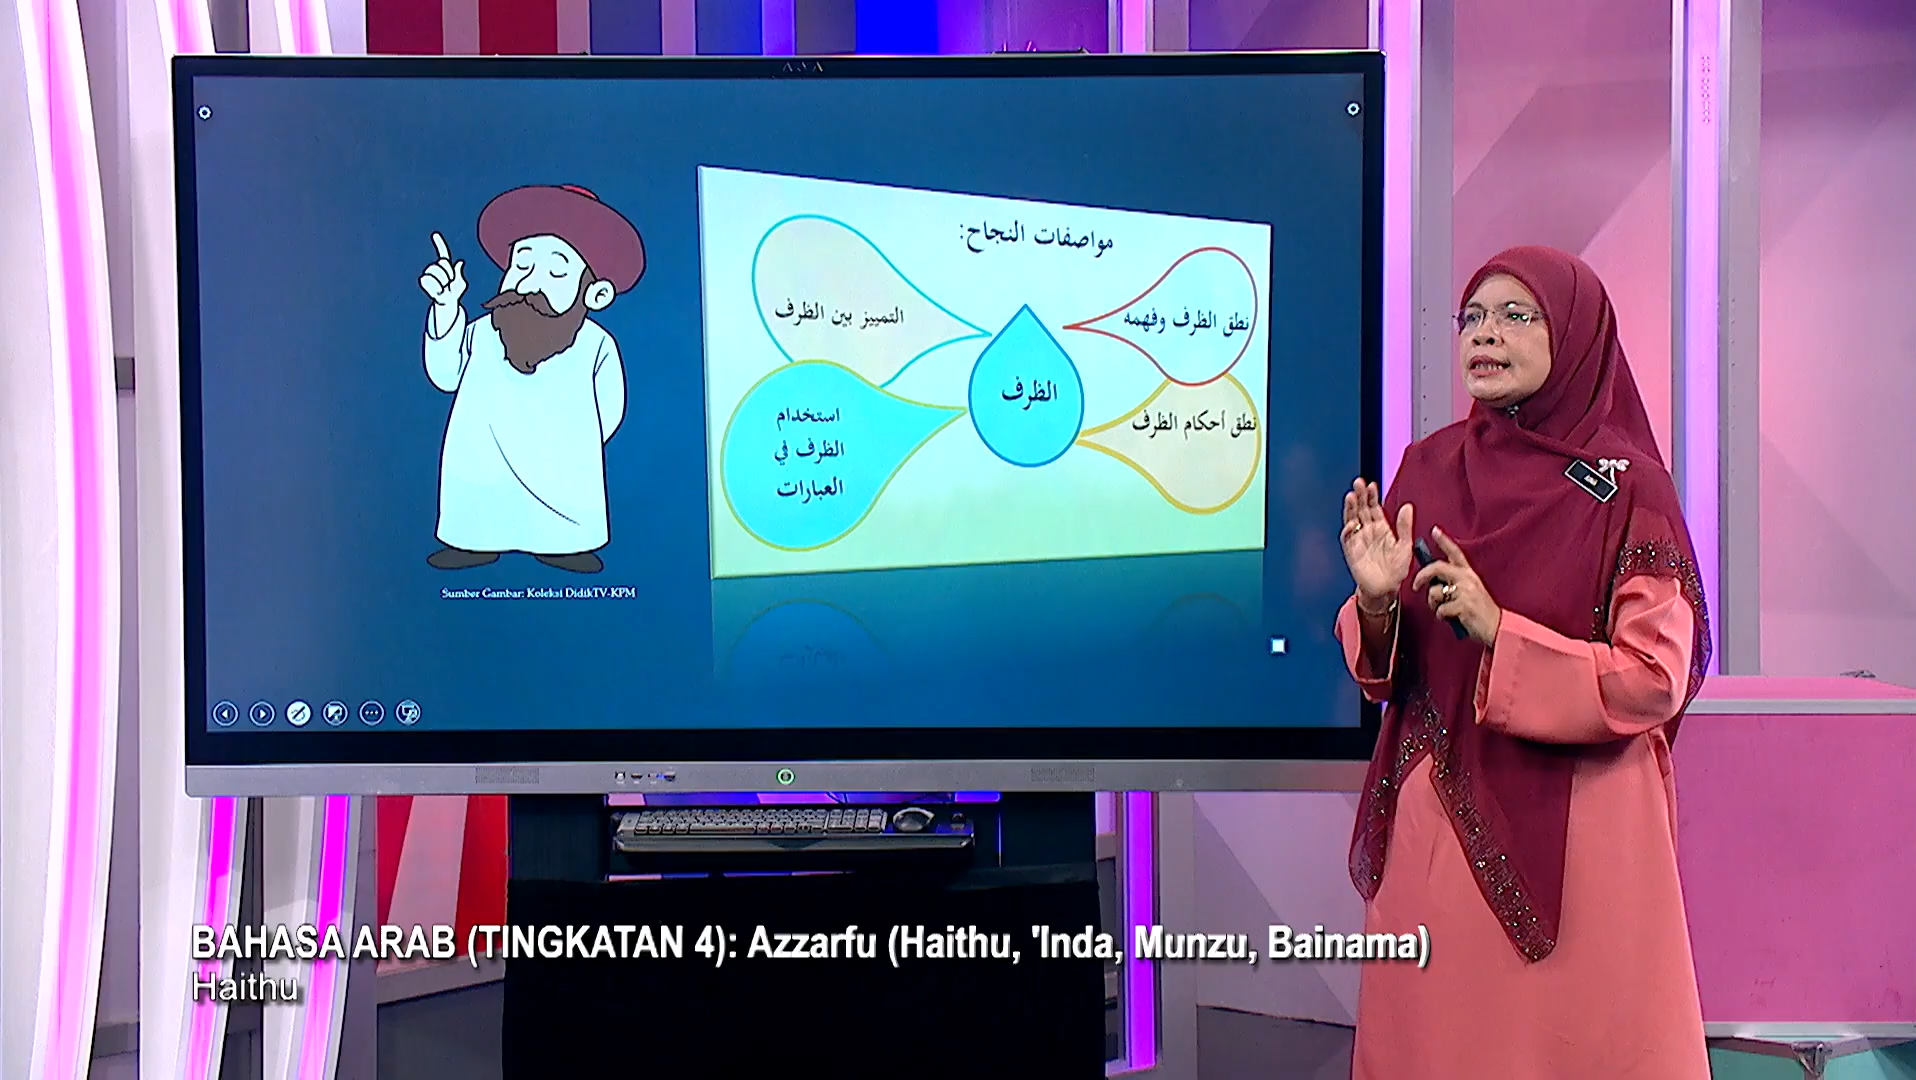 مواصفات النجاح:
نطق الظرف وفهمه
التمييز بين الظرف
الظرف
نطق أحكام الظرف
استخدام
الظرف في
العبارات
Sumber Gambar: Koleksi DidikTV-KPM
BAHASA ARAB (TINGKATAN 4): Azzarfu (Haithu, 'Inda, Munzu, Bainama)
Haithu